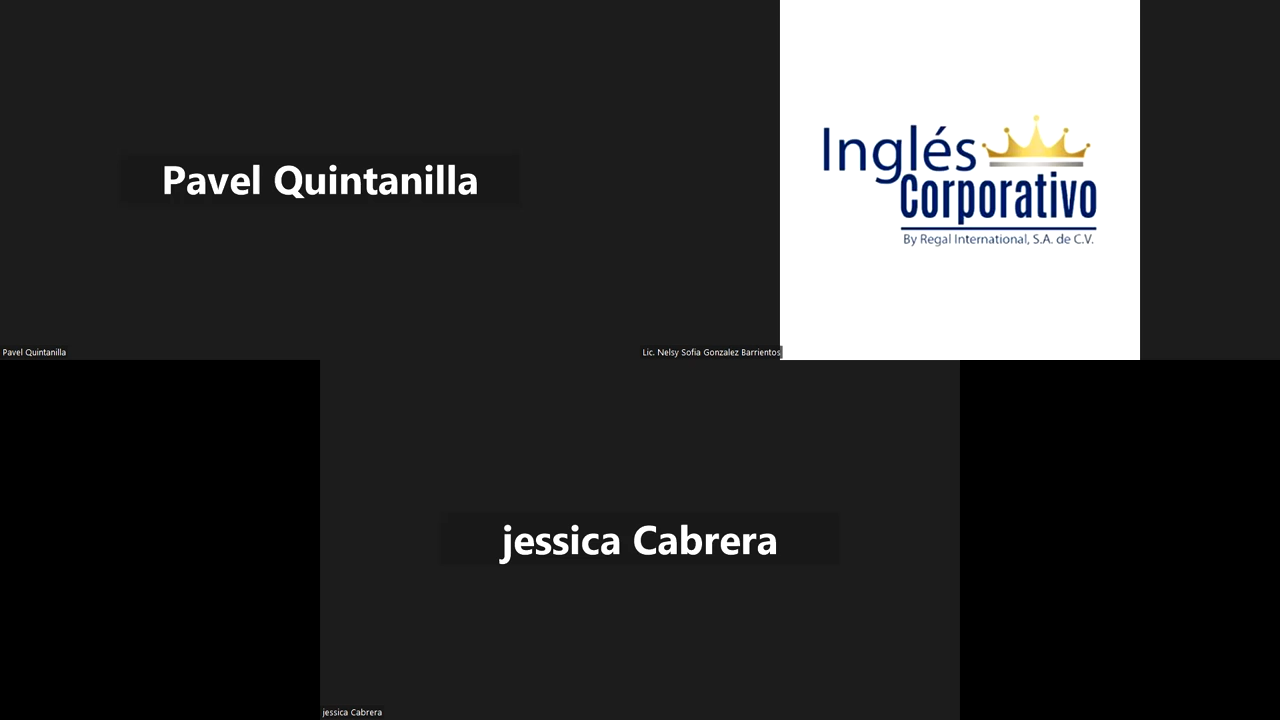 Pavel Quintanilla
Inglés
Corporativo
By Regal International, S.A. de C.V.
Pavel Quintanilla
Lic. Nelsy Sofia Gonzalez Barrientos
jessica Cabrera
jessica Cabrera